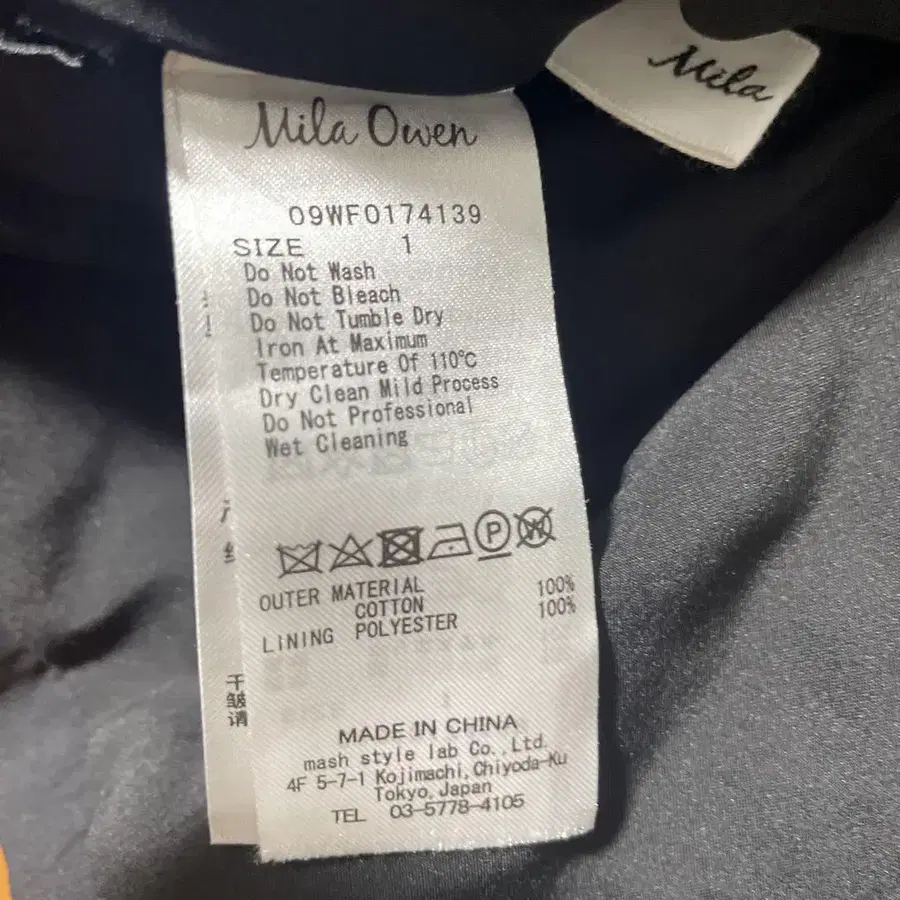 Mila Owen
Mila
09WF0174139
SIZE 1
Do Not Wash
Do Not Bleach
Do Not Tumble Dry
Iron At Maximum
Temperature Of 110℃
Dry Clean Mild Process
Do Not Professional
Wet Cleaning
P W
OUTER MATERIAL
COTTON 100%
LINING POLYESTER 100%
干
皱
请
MADE IN CHINA
mash style lab Co.,Ltd.
4F 5-7-1 Kojimachi,Chiyoda-Ku
Tokyo,Japan
TEL 03-5778-4105